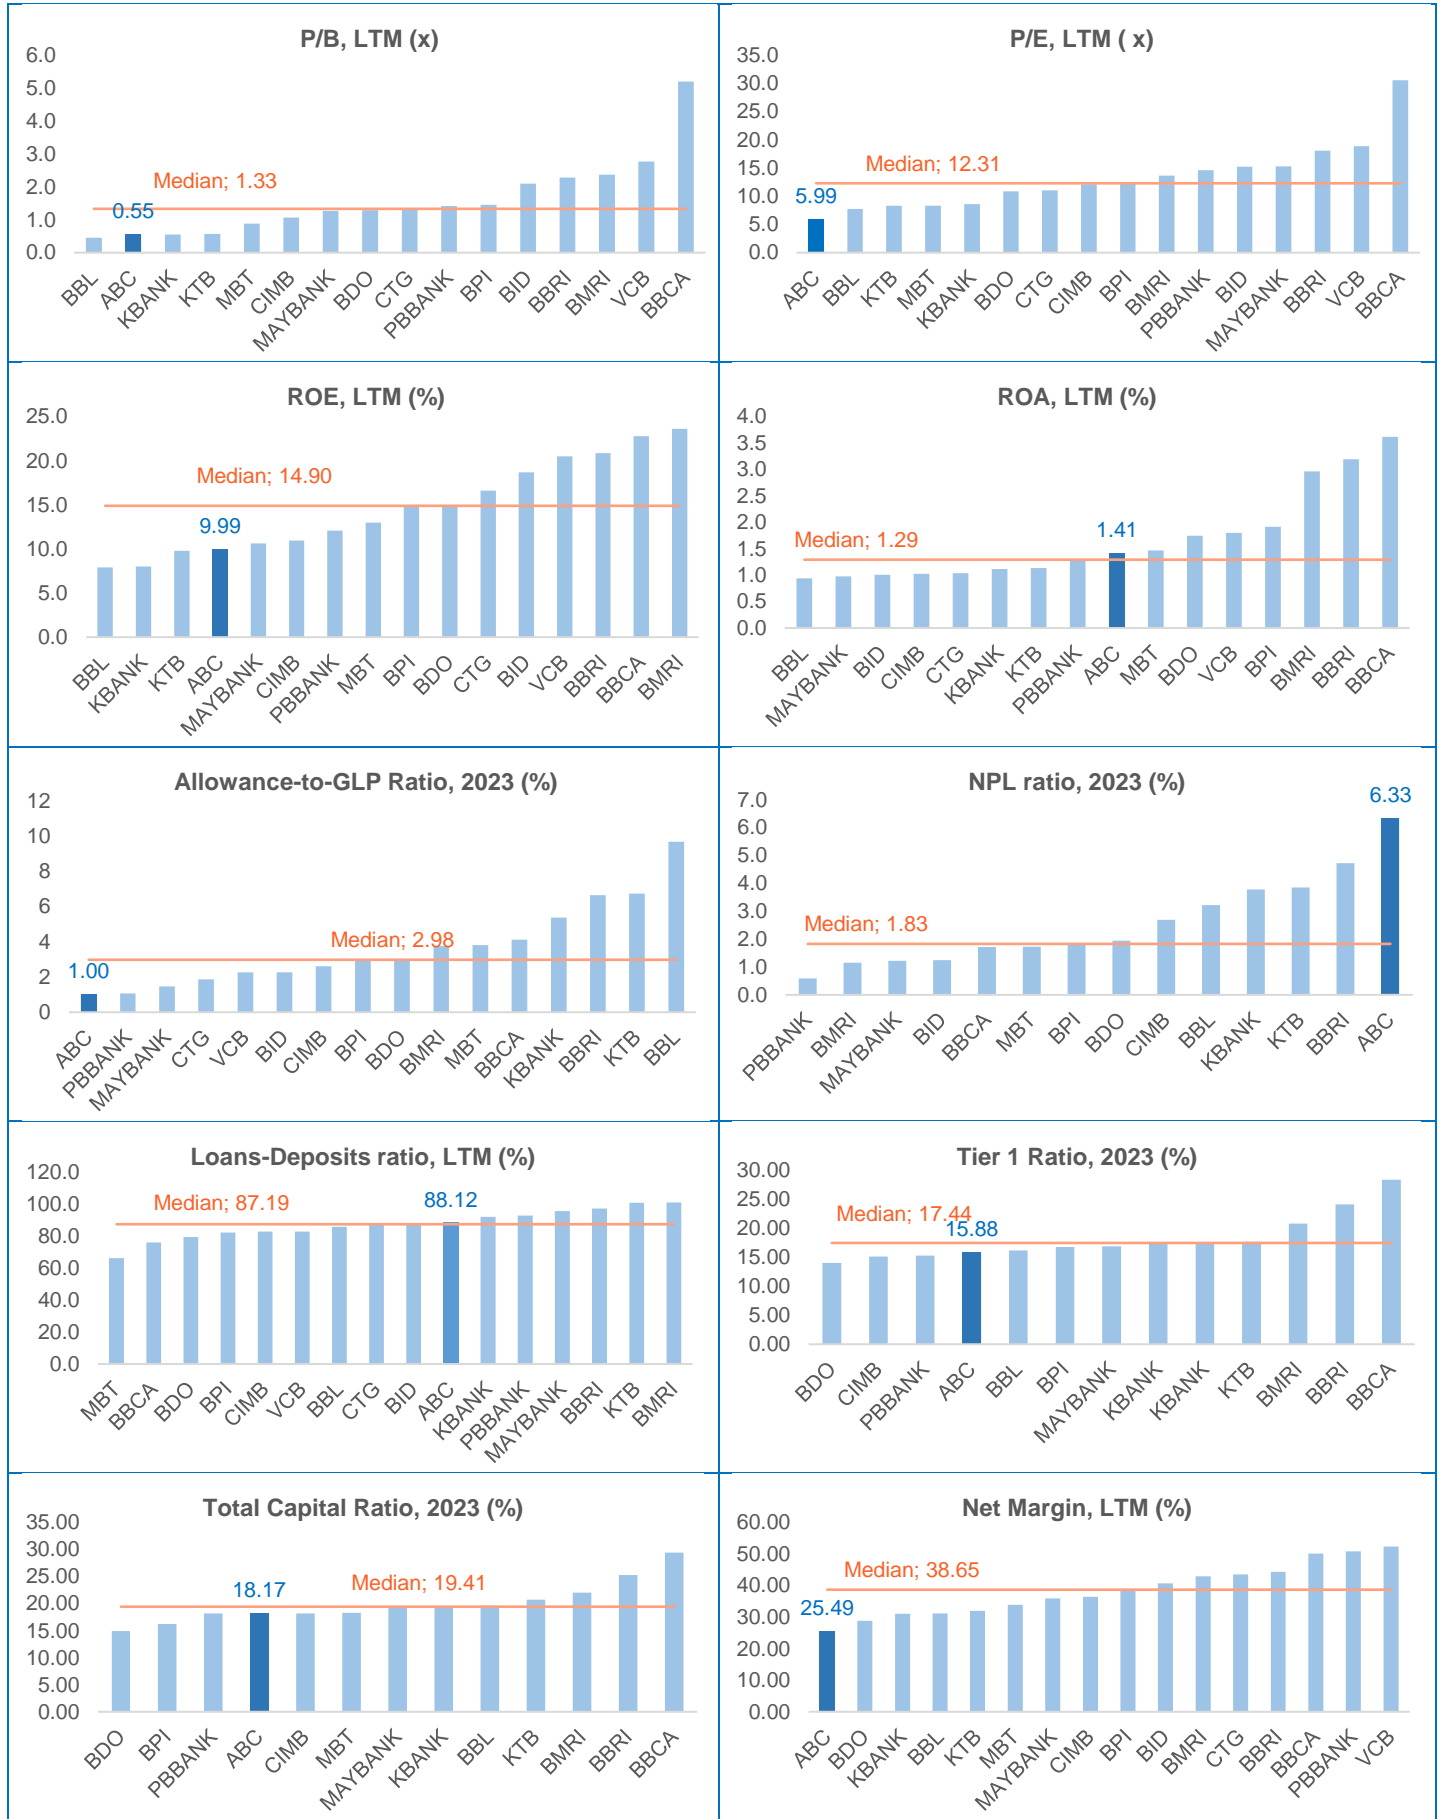 P/B, LTM (x)
6.0
5.0
4.0
3.0
2.0
1.0
0.0
Median; 1.33
0.55
BBL
ABC
KBANK
KTB
MBT
CIMB
MAYBANK
BDO
CTG
PBBANK
BPI
BID
BBRI
BMRI
VCB
BBCA
P/E, LTM ( x)
35.0
30.0
25.0
20.0
15.0
10.0
5.0
0.0
Median; 12.31
5.99
ABC
BBL
KTB
MBT
KBANK
BDO
CTG
CIMB
BPI
BMRI
PBBANK
BID
MAYBANK
BBRI
VCB
BBCA
ROE, LTM (%)
25.0
20.0
15.0
10.0
5.0
0.0
Median; 14.90
9.99
BBL
KBANK
KTB
ABC
MAYBANK
CIMB
PBBANK
MBT
BPI
BDO
CTG
BID
VCB
BBRI
BBCA
BMRI
ROA, LTM (%)
4.0
3.5
3.0
2.5
2.0
1.5
1.0
0.5
0.0
Median; 1.29
1.41
BBL
MAYBANK
BID
CIMB
CTG
KBANK
KTB
PBBANK
ABC
MBT
BDO
VCB
BPI
BMRI
BBRI
BBCA
Allowance-to-GLP Ratio, 2023 (%)
12
10
8
6
4
2
0
Median; 2.98
1.00
ABC
PBBANK
MAYBANK
CTG
VCB
BID
CIMB
BPI
BDO
BMRI
MBT
BBCA
KBANK
BBRI
KTB
BBL
NPL ratio, 2023 (%)
7.0
6.0
5.0
4.0
3.0
2.0
1.0
0.0
Median; 1.83
6.33
PBBANK
BMRI
MAYBANK
BID
BBCA
MBT
BPI
BDO
CIMB
BBL
KBANK
KTB
BBRI
ABC
Loans-Deposits ratio, LTM (%)
120.0
100.0
80.0
60.0
40.0
20.0
0.0
Median; 87.19
88.12
MBT
BBCA
BDO
BPI
CIMB
VCB
BBL
CTG
BID
ABC
KBANK
PBBANK
MAYBANK
BBRI
KTB
BMRI
Tier 1 Ratio, 2023 (%)
30.00
25.00
20.00
15.00
10.00
5.00
0.00
Median; 17.44
15.88
BDO
CIMB
PBBANK
ABC
BBL
BPI
MAYBANK
KBANK
KBANK
KTB
BMRI
BBRI
BBCA
Total Capital Ratio, 2023 (%)
35.00
30.00
25.00
20.00
15.00
10.00
5.00
0.00
18.17
Median; 19.41
BDO
BPI
PBBANK
ABC
CIMB
MBT
MAYBANK
KBANK
BBL
KTB
BMRI
BBRI
BBCA
Net Margin, LTM (%)
60.00
50.00
40.00
30.00
20.00
10.00
0.00
Median; 38.65
25.49
ABC
BDO
KBANK
BBL
KTB
MBT
MAYBANK
CIMB
BPI
BID
BMRI
CTG
BBRI
BBCA
PBBANK
VCB